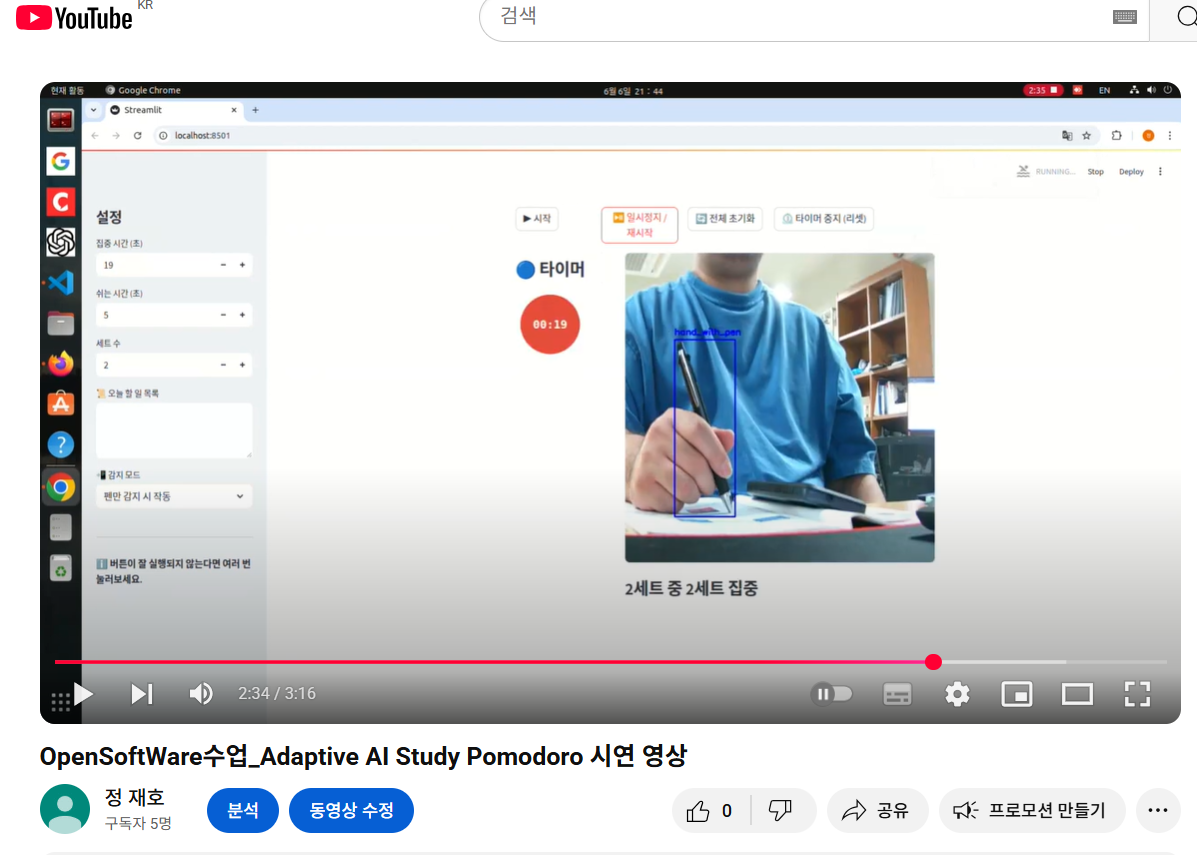 YouTube KR
검색
현재 활동
Google Chrome
6월 6일 21 : 44
2:35
EN
Streamlit
localhost:8501
RUNNING...
Stop
Deploy
설정
집중 시간 (초)
19
쉬는 시간 (초)
5
세트 수
2
오늘 할 일 목록
감지 모드
펜만 감지 시 작동
버튼이 잘 실행되지 않는다면 여러 번
눌러보세요.
시작
일시정지 /
재시작
전체 초기화
타이머 중지 (리셋)
타이머
00:19
hand_with_pen
2세트 중 2세트 집중
2:34 / 3:16
OpenSoftWare수업_Adaptive AI Study Pomodoro 시연 영상
정 재호
구독자 5명
분석
동영상 수정
0
공유
프로모션 만들기